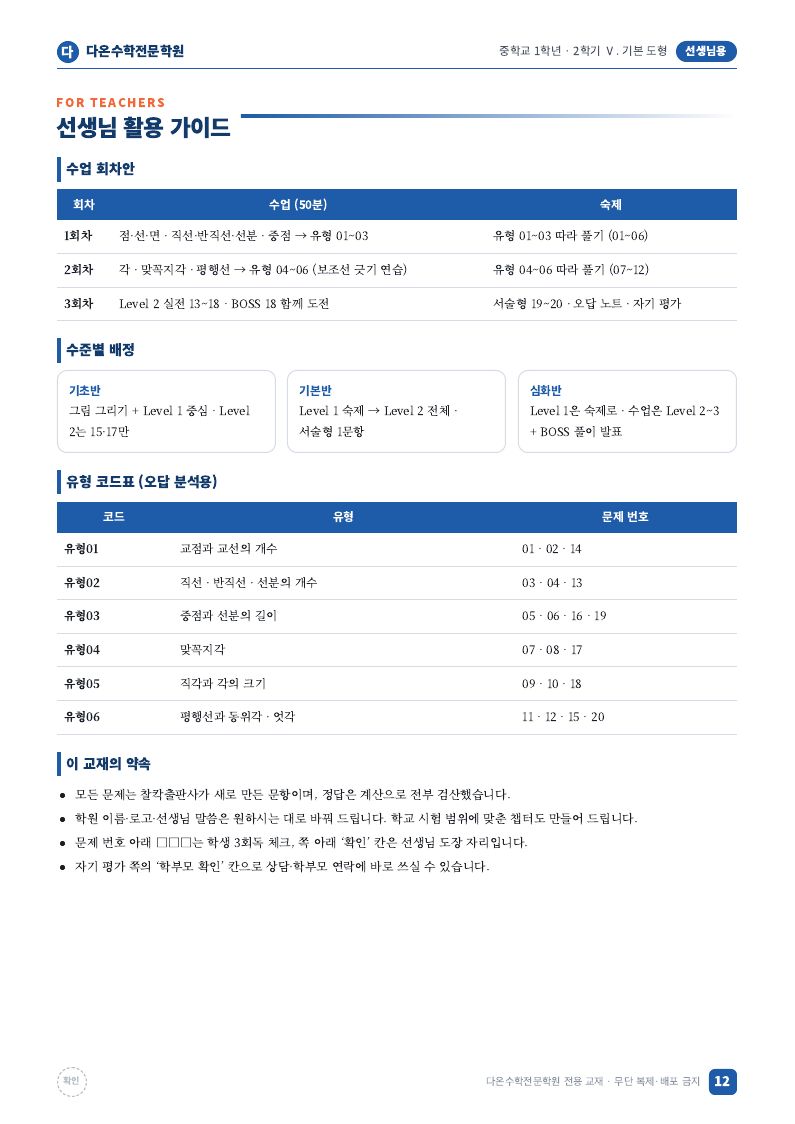 다 다온수학전문학원
중학교 1학년 · 2학기 Ⅴ. 기본 도형 선생님용
FOR TEACHERS
선생님 활용 가이드
수업 회차안
회차 수업 (50분) 숙제
1회차 점·선·면 · 직선·반직선·선분 · 중점 → 유형 01~03 유형 01~03 따라 풀기 (01~06)
2회차 각 · 맞꼭지각 · 평행선 → 유형 04~06 (보조선 긋기 연습) 유형 04~06 따라 풀기 (07~12)
3회차 Level 2 실전 13~18 · BOSS 18 함께 도전 서술형 19~20 · 오답 노트 · 자기 평가
수준별 배정
기초반
그림 그리기 + Level 1 중심 · Level
2는 15·17만
기본반
Level 1 숙제 → Level 2 전체 ·
서술형 1문항
심화반
Level 1은 숙제로 · 수업은 Level 2~3
+ BOSS 풀이 발표
유형 코드표 (오답 분석용)
코드 유형 문제 번호
유형01 교점과 교선의 개수 01 · 02 · 14
유형02 직선 · 반직선 · 선분의 개수 03 · 04 · 13
유형03 중점과 선분의 길이 05 · 06 · 16 · 19
유형04 맞꼭지각 07 · 08 · 17
유형05 직각과 각의 크기 09 · 10 · 18
유형06 평행선과 동위각 · 엇각 11 · 12 · 15 · 20
이 교재의 약속
● 모든 문제는 찰칵출판사가 새로 만든 문항이며, 정답은 계산으로 전부 검산했습니다.
● 학원 이름·로고·선생님 말씀은 원하시는 대로 바꿔 드립니다. 학교 시험 범위에 맞춘 챕터도 만들어 드립니다.
● 문제 번호 아래 □□□는 학생 3회독 체크, 쪽 아래 ‘확인’ 칸은 선생님 도장 자리입니다.
● 자기 평가 쪽의 ‘학부모 확인’ 칸으로 상담·학부모 연락에 바로 쓰실 수 있습니다.
확인
다온수학전문학원 전용 교재 · 무단 복제·배포 금지 12